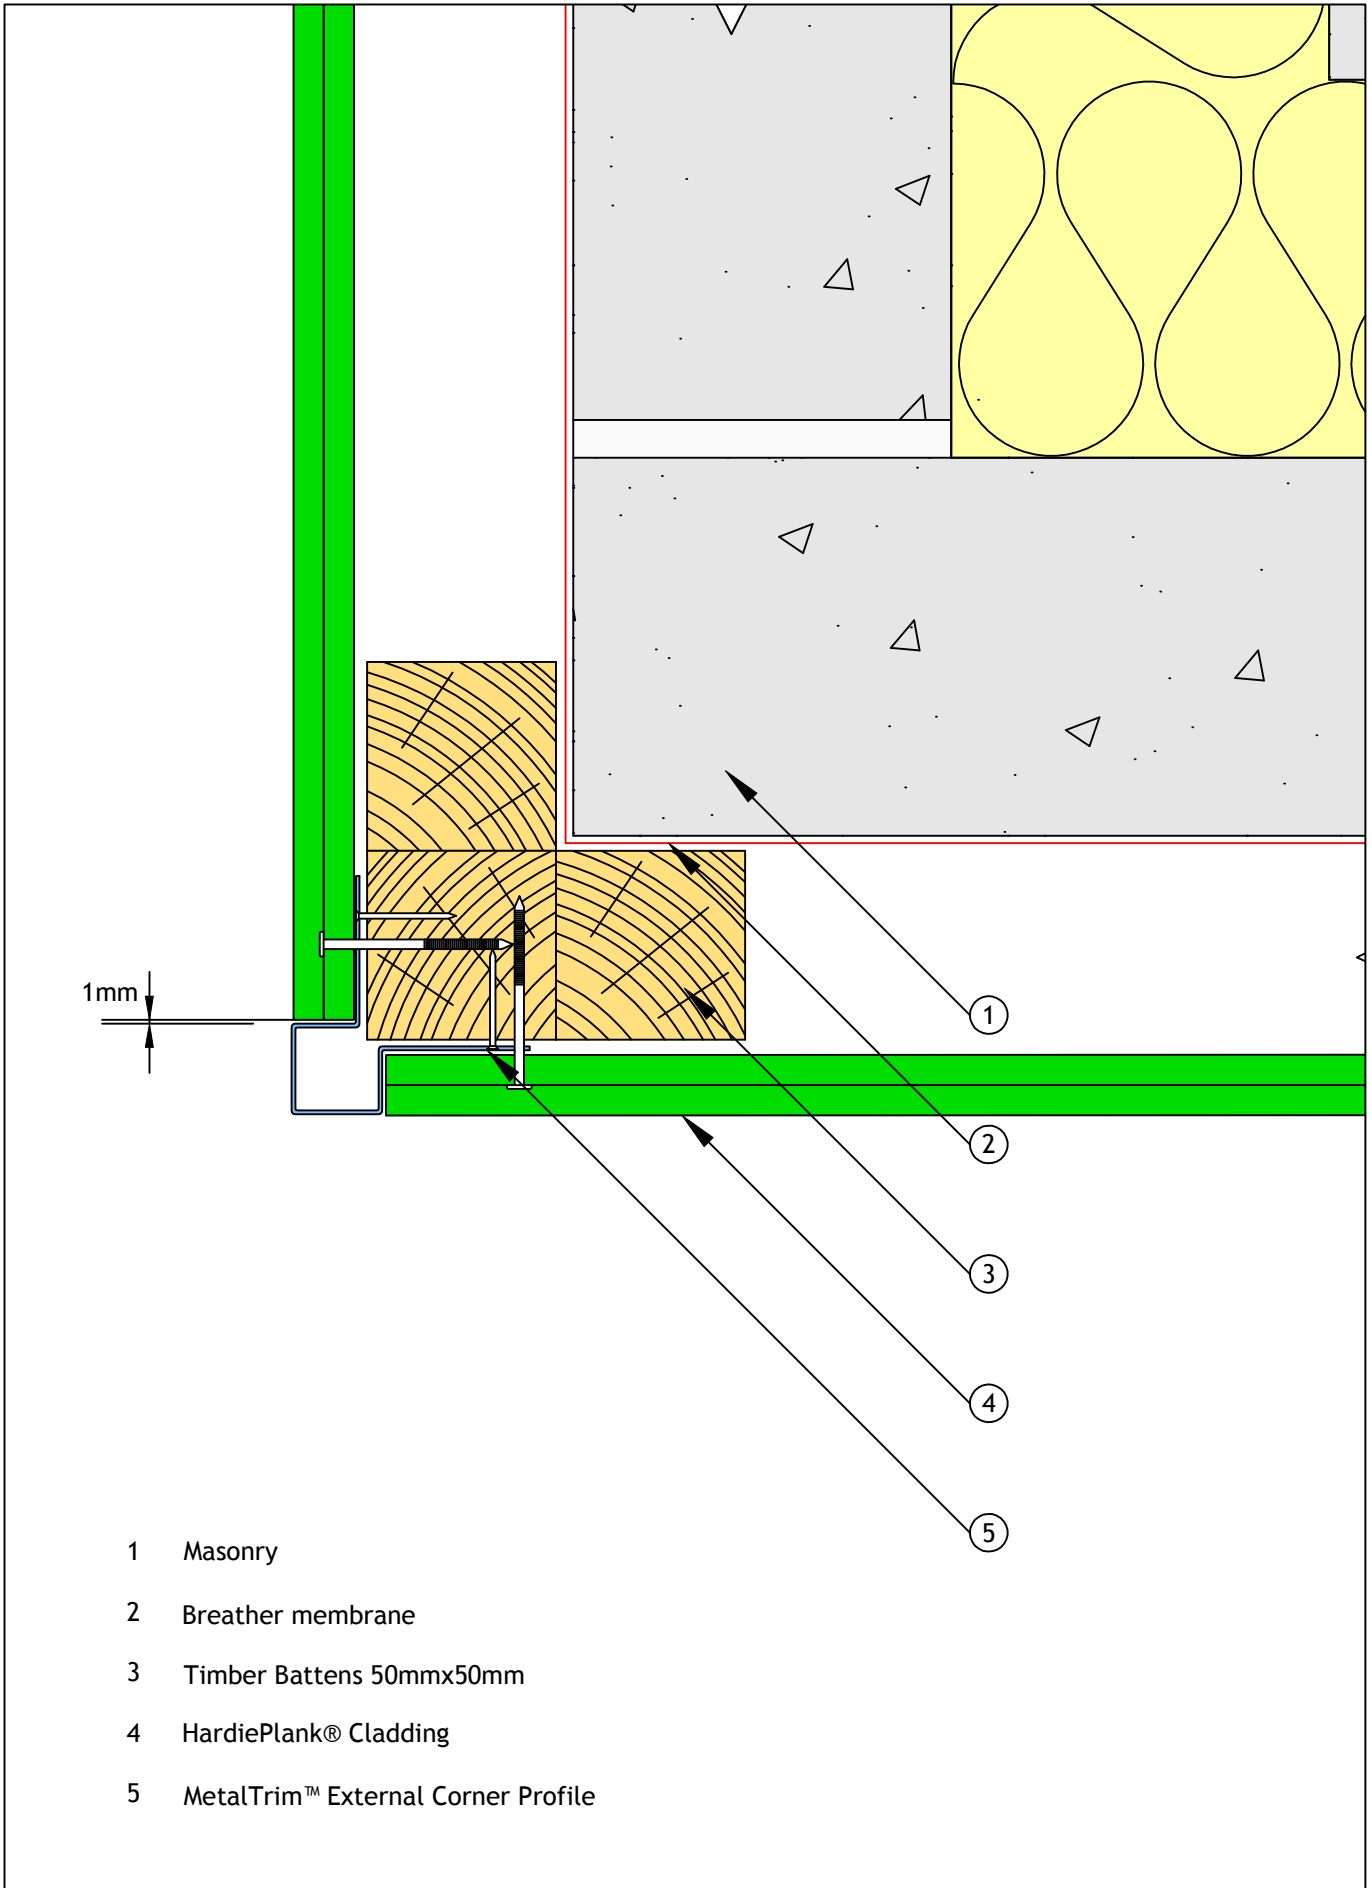 1mm
1
2
3
4
5
1 Masonry
2 Breather membrane
3 Timber Battens 50mmx50mm
4 HardiePlank® Cladding
5 MetalTrim™ External Corner Profile